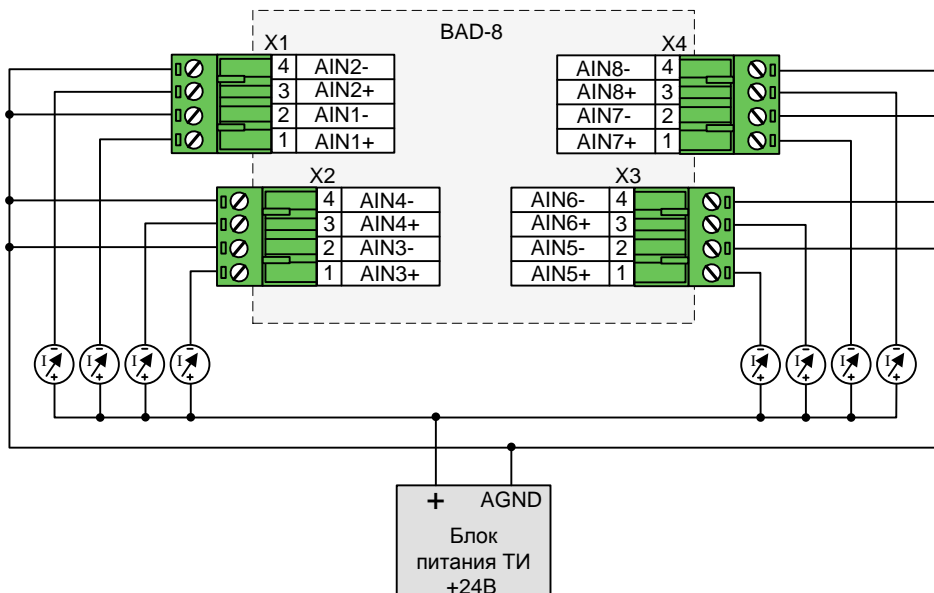 BAD-8
X1
4 AIN2-
3 AIN2+
2 AIN1-
1 AIN1+
X2
4 AIN4-
3 AIN4+
2 AIN3-
1 AIN3+
X4
AIN8- 4
AIN8+ 3
AIN7- 2
AIN7+ 1
X3
AIN6- 4
AIN6+ 3
AIN5- 2
AIN5+ 1
I - +
I - +
I - +
I - +
I - +
I - +
I - +
I - +
+ AGND
Блок
питания ТИ
+24В